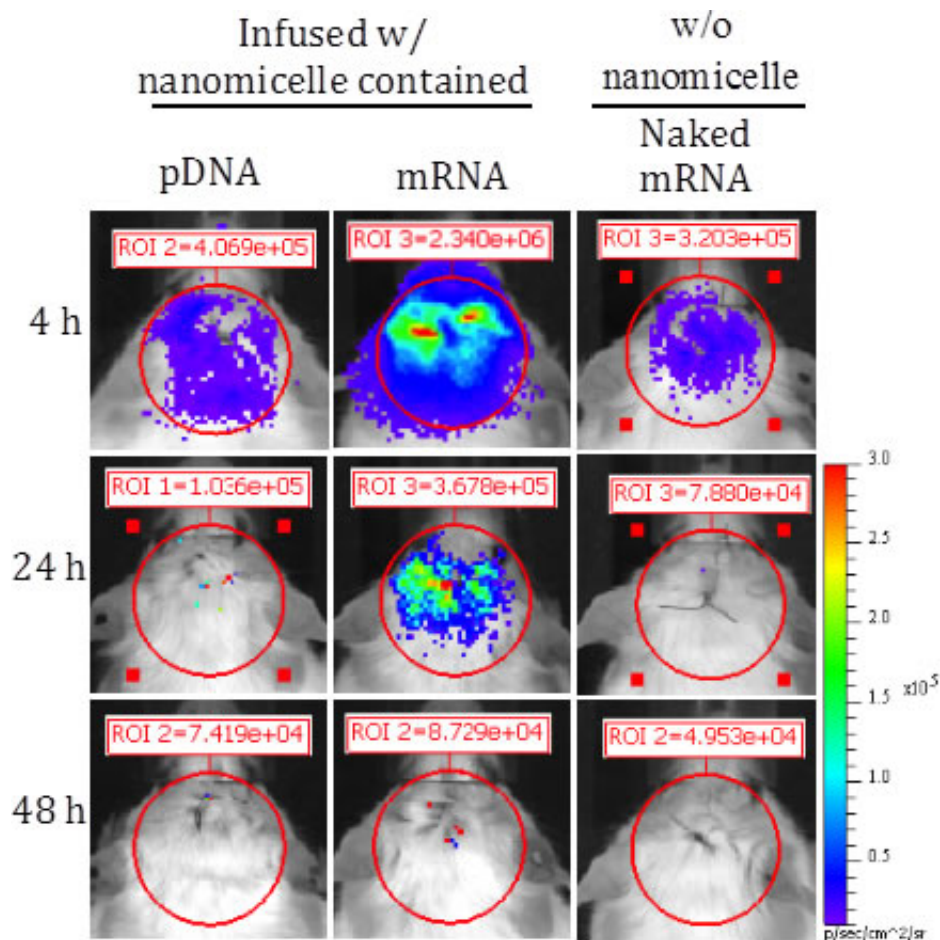 Infused w/
nanomicelle contained
w/o
nanomicelle
pDNA
mRNA
Naked
mRNA
4 h
ROI 2=4.069e+05
ROI 3=2.340e+06
ROI 3=3.203e+05
24 h
ROI 1=1.036e+05
ROI 3=3.678e+05
ROI 3=7.880e+04
48 h
ROI 2=7.419e+04
ROI 2=8.729e+04
ROI 2=4.953e+04
3.0
2.5
2.0
1.5
x10^5
1.0
0.5
p/sec/cm^2/sr